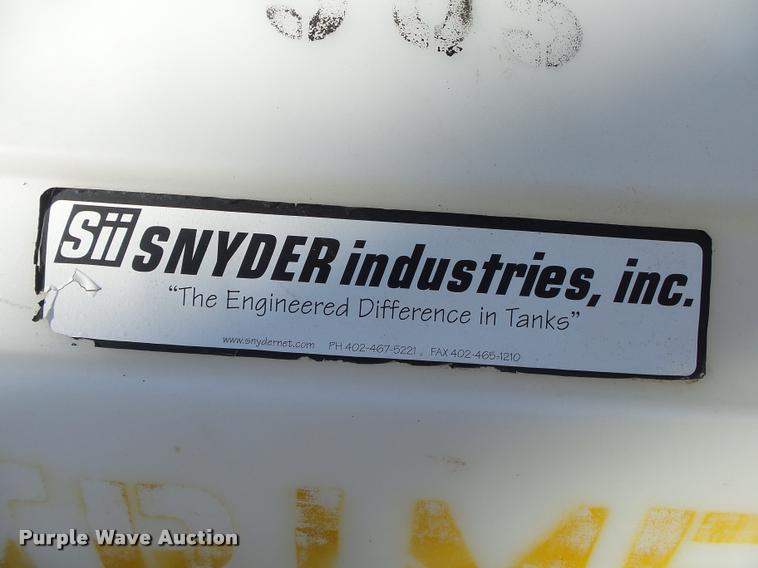 Sii SNYDER industries, inc.
“The Engineered Difference in Tanks”
www.snydernet.com PH 402-467-5221 . FAX 402-465-1210
Purple Wave Auction